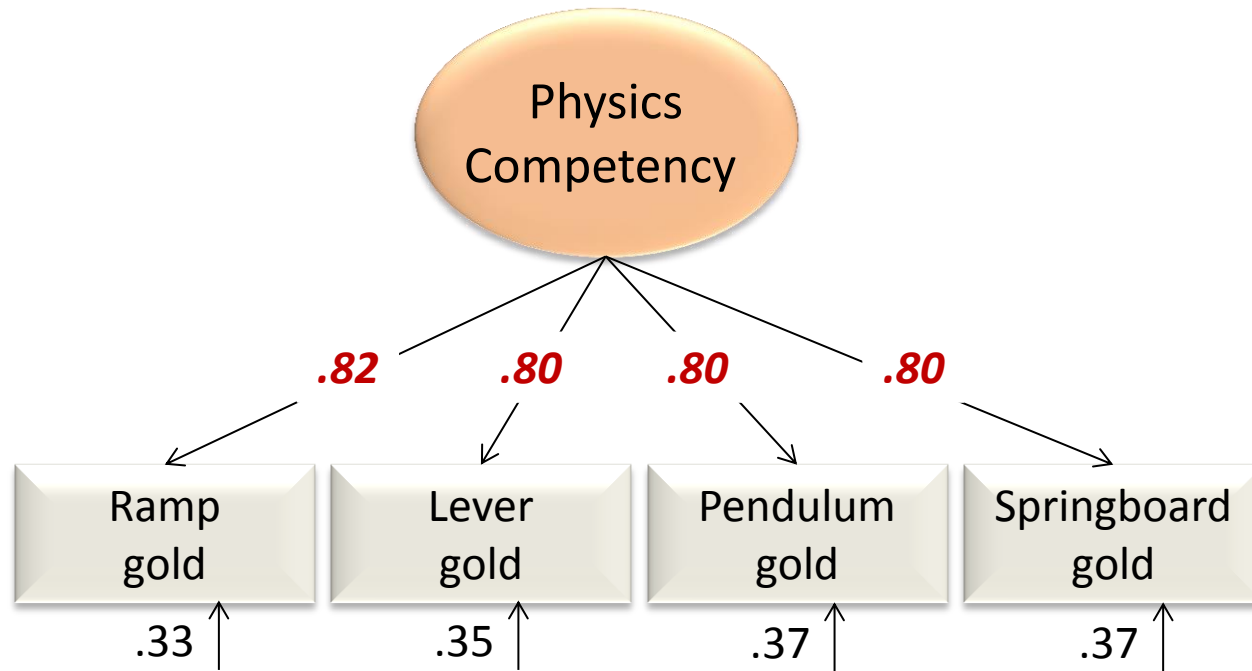 Physics
Competency
.82
.80
.80
.80
Ramp
gold
Lever
gold
Pendulum
gold
Springboard
gold
.33
.35
.37
.37